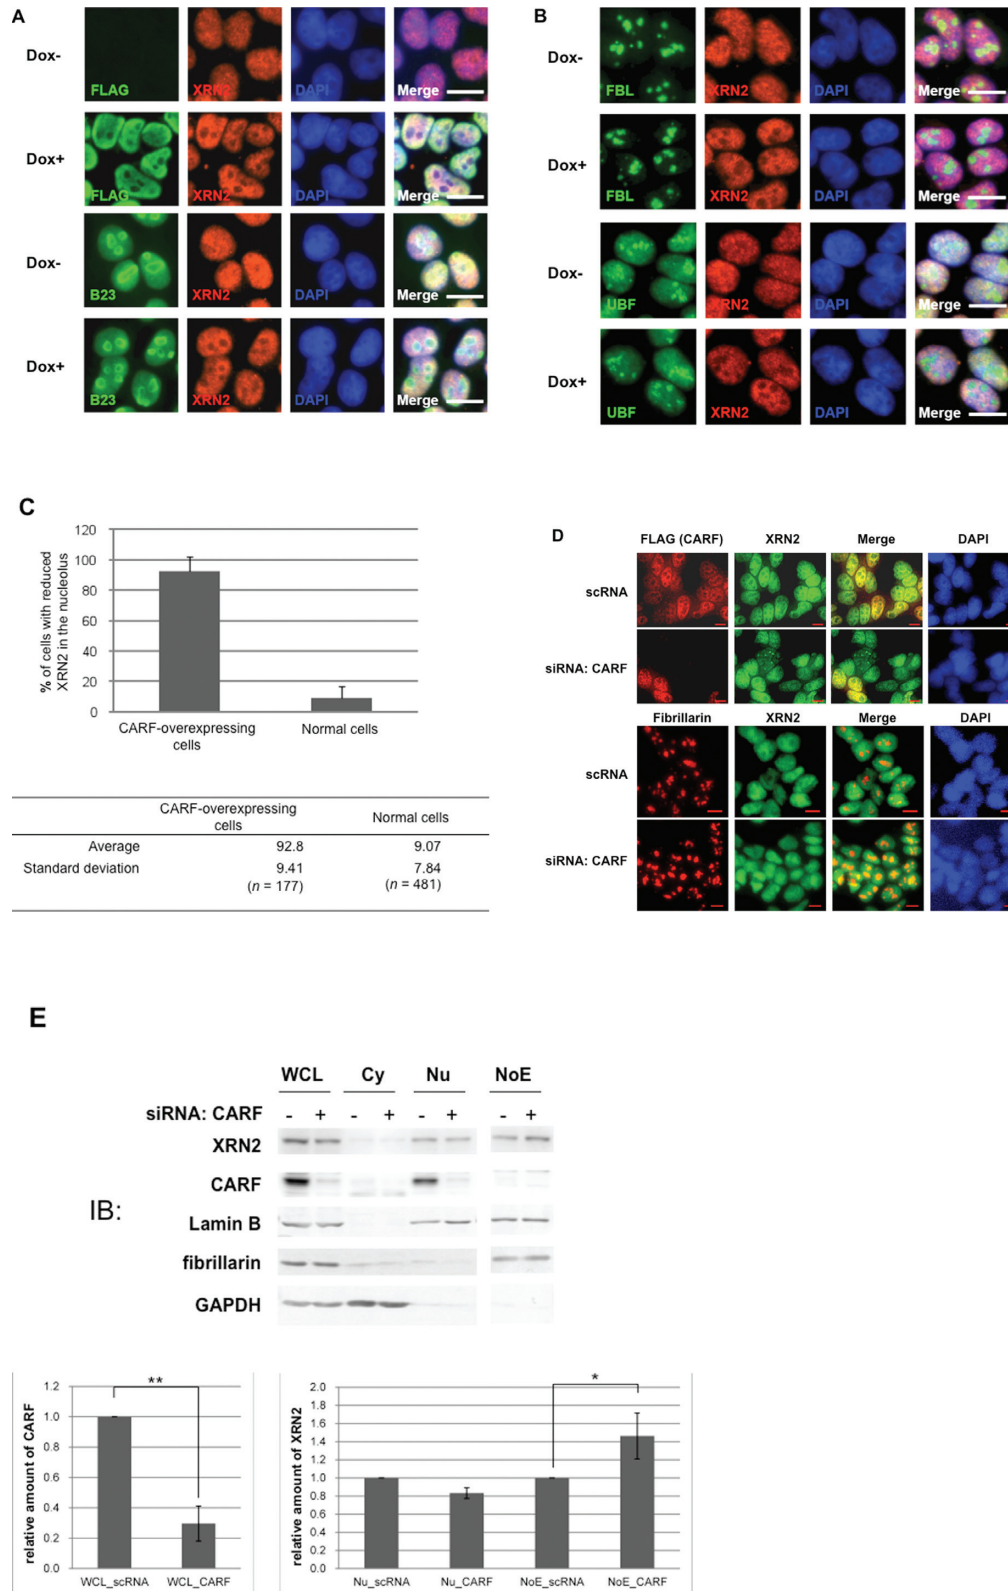 A
Dox-
FLAG XRN2 DAPI Merge
Dox+
FLAG XRN2 DAPI Merge
Dox-
B23 XRN2 DAPI Merge
Dox+
B23 XRN2 DAPI Merge
B
Dox-
FBL XRN2 DAPI Merge
Dox+
FBL XRN2 DAPI Merge
Dox-
UBF XRN2 DAPI Merge
Dox+
UBF XRN2 DAPI Merge
C
% of cells with reduced
XRN2 in the nucleolus
120
100
80
60
40
20
0
CARF-overexpressing
cells
Normal cells
CARF-overexpressing
cells
Normal cells
Average 92.8 9.07
Standard deviation 9.41 7.84
(n = 177) (n = 481)
D
FLAG (CARF) XRN2 Merge DAPI
scRNA
siRNA: CARF
Fibrillarin XRN2 Merge DAPI
scRNA
siRNA: CARF
E
WCL Cy Nu NoE
siRNA: CARF - + - + - + - +
XRN2
CARF
IB:
Lamin B
fibrillarin
GAPDH
relative amount of CARF
1.2
1.0
0.8
0.6
0.4
0.2
0.0
**
WCL_scRNA WCL_CARF
relative amount of XRN2
2.0
1.8
1.6
1.4
1.2
1.0
0.8
0.6
0.4
0.2
0.0
*
Nu_scRNA Nu_CARF NoE_scRNA NoE_CARF